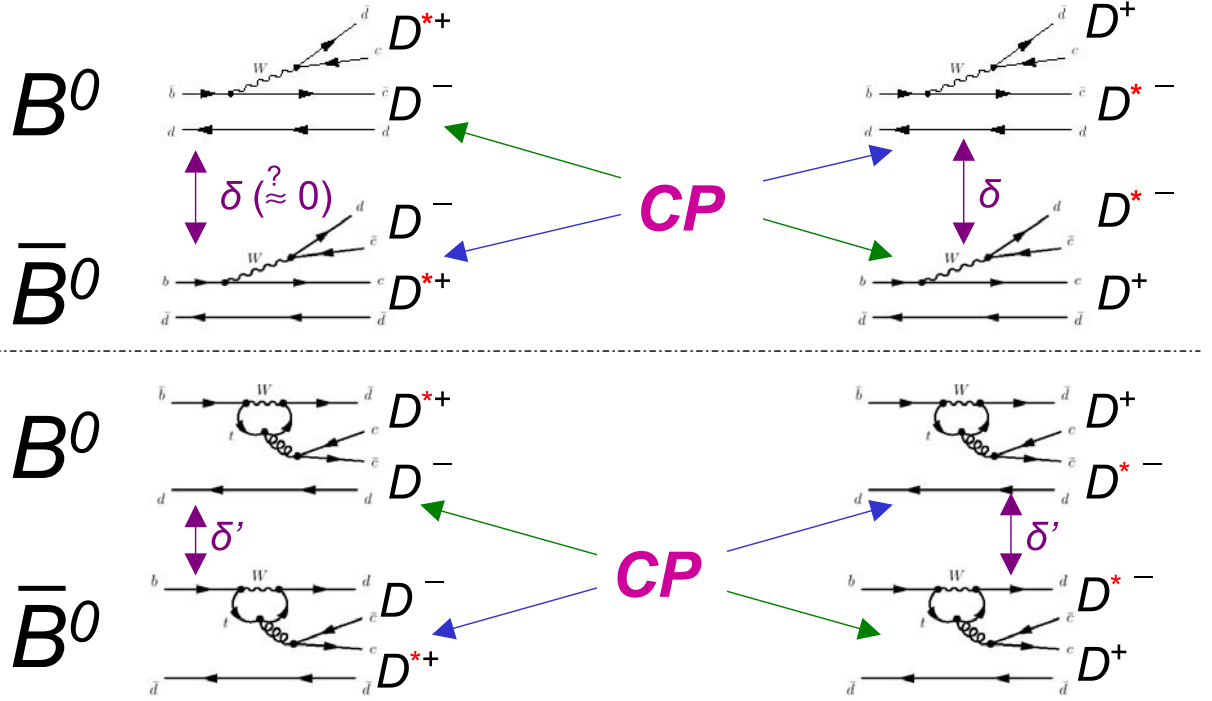 d̄
D*+
W
c
B⁰
b̄
c̄
D⁻
d
d
δ (≈? 0)
d
D⁻
c̄
W
B̄⁰
b
c
D*+
d̄
d̄
d̄
D⁺
W
c
b̄
c̄
D*⁻
d
d
CP
δ
d
D*⁻
c̄
W
b
c
D⁺
d̄
d̄
b̄
W
d̄
D*+
B⁰
t
c
c̄
D⁻
d
d
δ’
b
W
d
D⁻
B̄⁰
t
c̄
c
D*+
d̄
d̄
b̄
W
d̄
D⁺
t
c
c̄
D*⁻
d
d
CP
δ’
b
W
d
D*⁻
t
c̄
c
D⁺
d̄
d̄